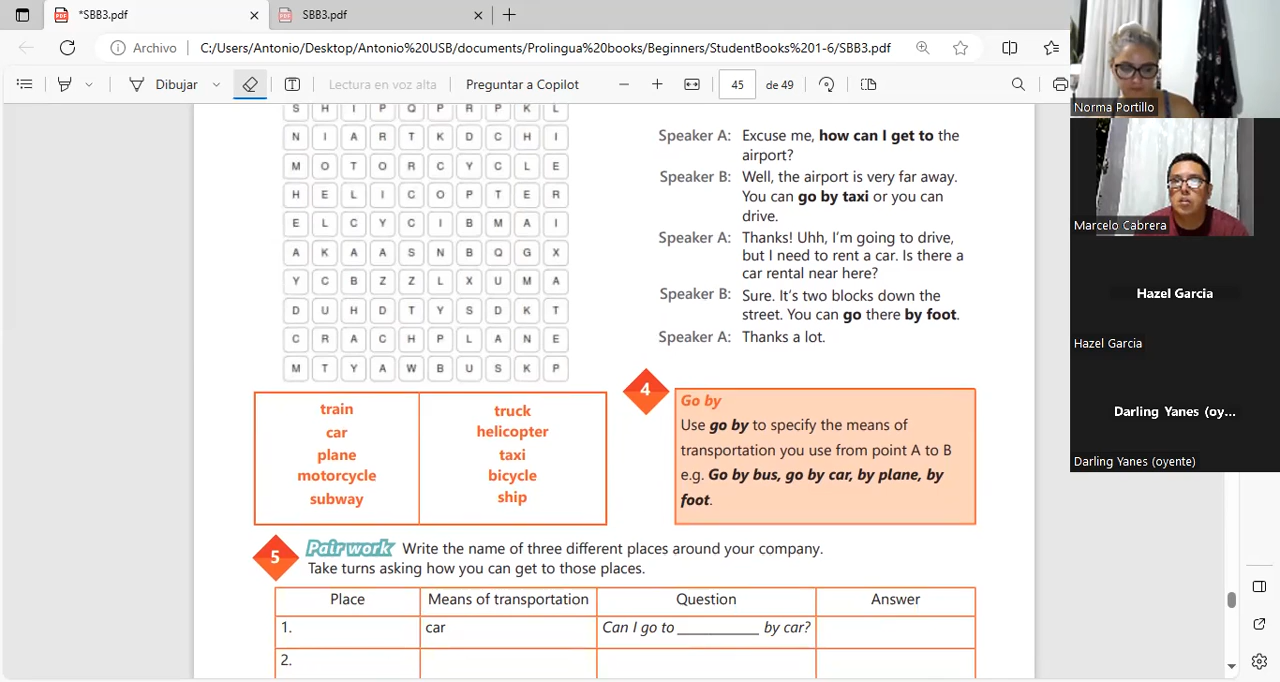 *SBB3.pdf
SBB3.pdf
Archivo
C:/Users/Antonio/Desktop/Antonio%20USB/documents/Prolingua%20books/Beginners/StudentBooks%201-6/SBB3.pdf
Dibujar
Lectura en voz alta
Preguntar a Copilot
45
de 49
S H I P Q P R P K L
N I A R T K D C H I
M O T O R C Y C L E
H E L I C O P T E R
E L C Y C I B M A I
A K A A S N B Q G X
Y C B Z Z L X U M A
D U H D T Y S D K T
C R A C H P L A N E
M T Y A W B U S K P
train
car
plane
motorcycle
subway
truck
helicopter
taxi
bicycle
ship
Speaker A: Excuse me, how can I get to the
airport?
Speaker B: Well, the airport is very far away.
You can go by taxi or you can
drive.
Speaker A: Thanks! Uhh, I'm going to drive,
but I need to rent a car. Is there a
car rental near here?
Speaker B: Sure. It's two blocks down the
street. You can go there by foot.
Speaker A: Thanks a lot.
4
Go by
Use go by to specify the means of
transportation you use from point A to B
e.g. Go by bus, go by car, by plane, by
foot.
5
Pair work Write the name of three different places around your company.
Take turns asking how you can get to those places.
Place Means of transportation Question Answer
1. car Can I go to __________ by car?
2.
Norma Portillo
Marcelo Cabrera
Hazel Garcia
Hazel Garcia
Darling Yanes (oy...
Darling Yanes (oyente)